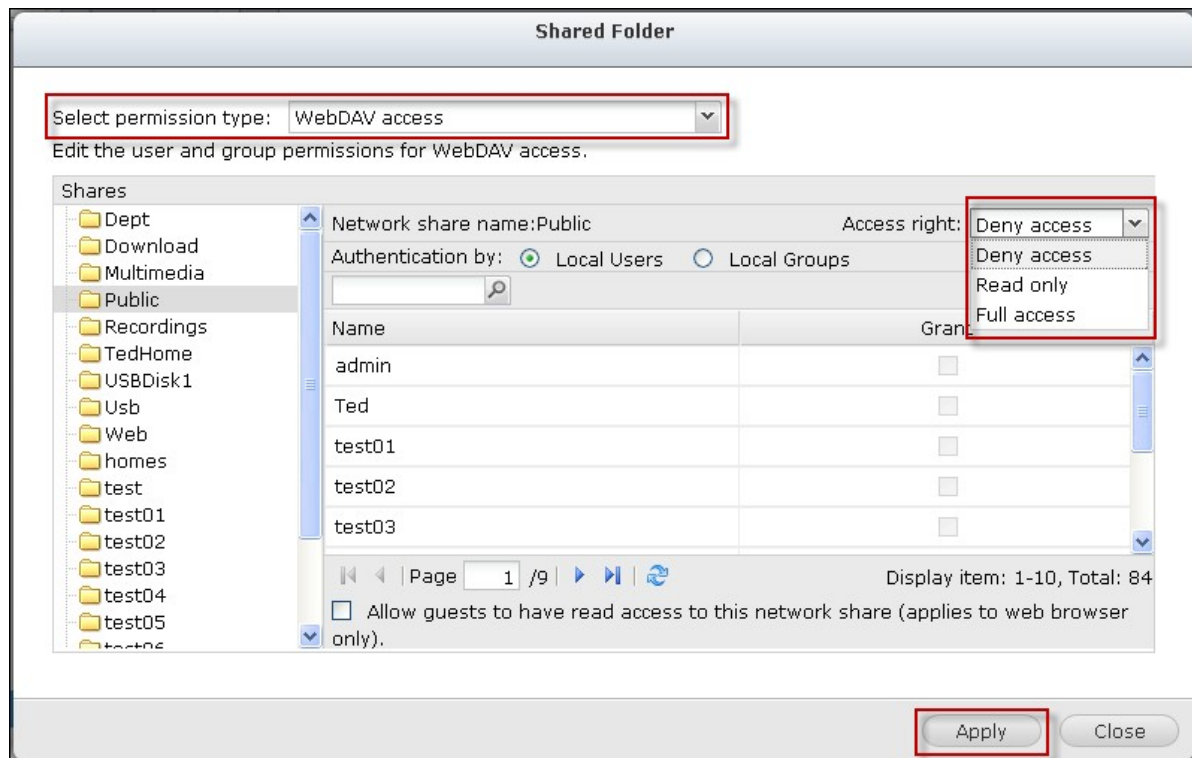 Shared Folder
Select permission type: WebDAV access
Edit the user and group permissions for WebDAV access.
Shares
Dept
Download
Multimedia
Public
Recordings
TedHome
USBDisk1
Usb
Web
homes
test
test01
test02
test03
test04
test05
Network share name:Public
Access right: Deny access
Deny access
Read only
Full access
Authentication by: Local Users Local Groups
Name
admin
Ted
test01
test02
test03
Page 1 /9
Display item: 1-10, Total: 84
Allow guests to have read access to this network share (applies to web browser
only).
Apply
Close